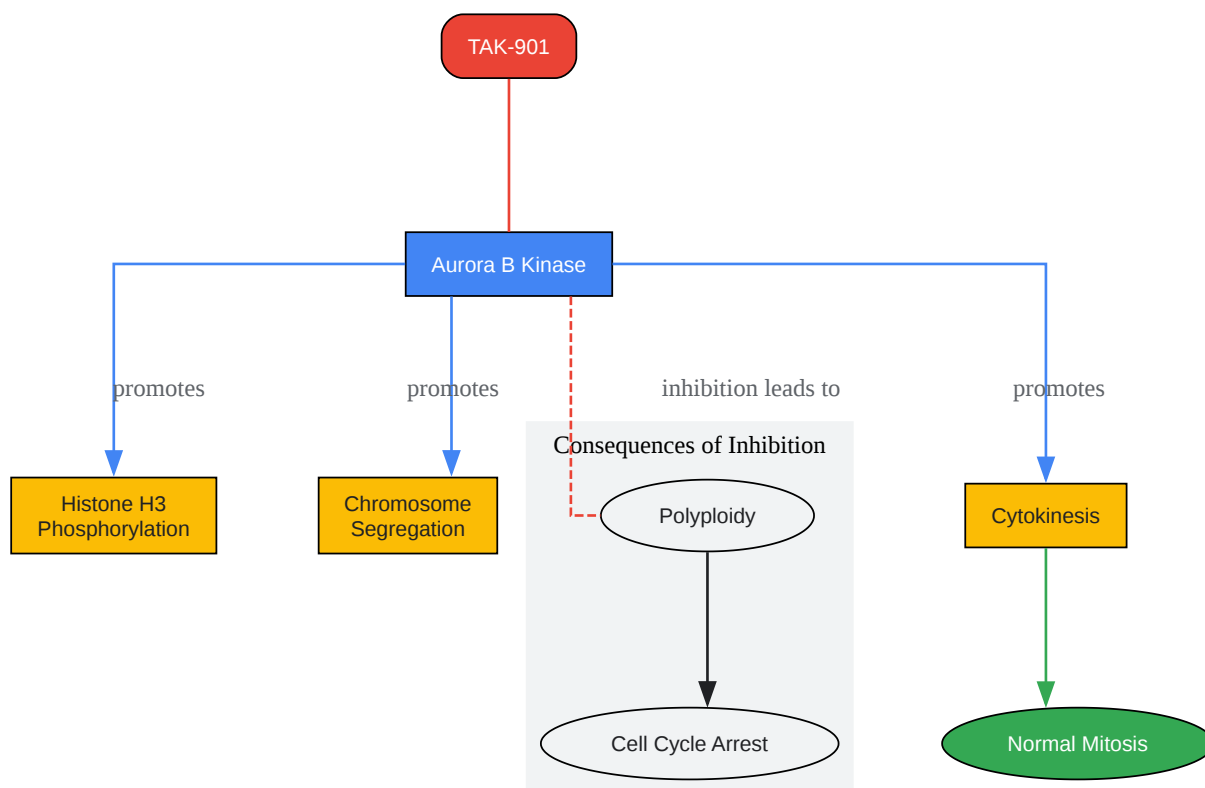 TAK-901
Aurora B Kinase
promotes
promotes
inhibition leads to
promotes
Consequences of Inhibition
Histone H3
Phosphorylation
Chromosome
Segregation
Polyploidy
Cytokinesis
Cell Cycle Arrest
Normal Mitosis